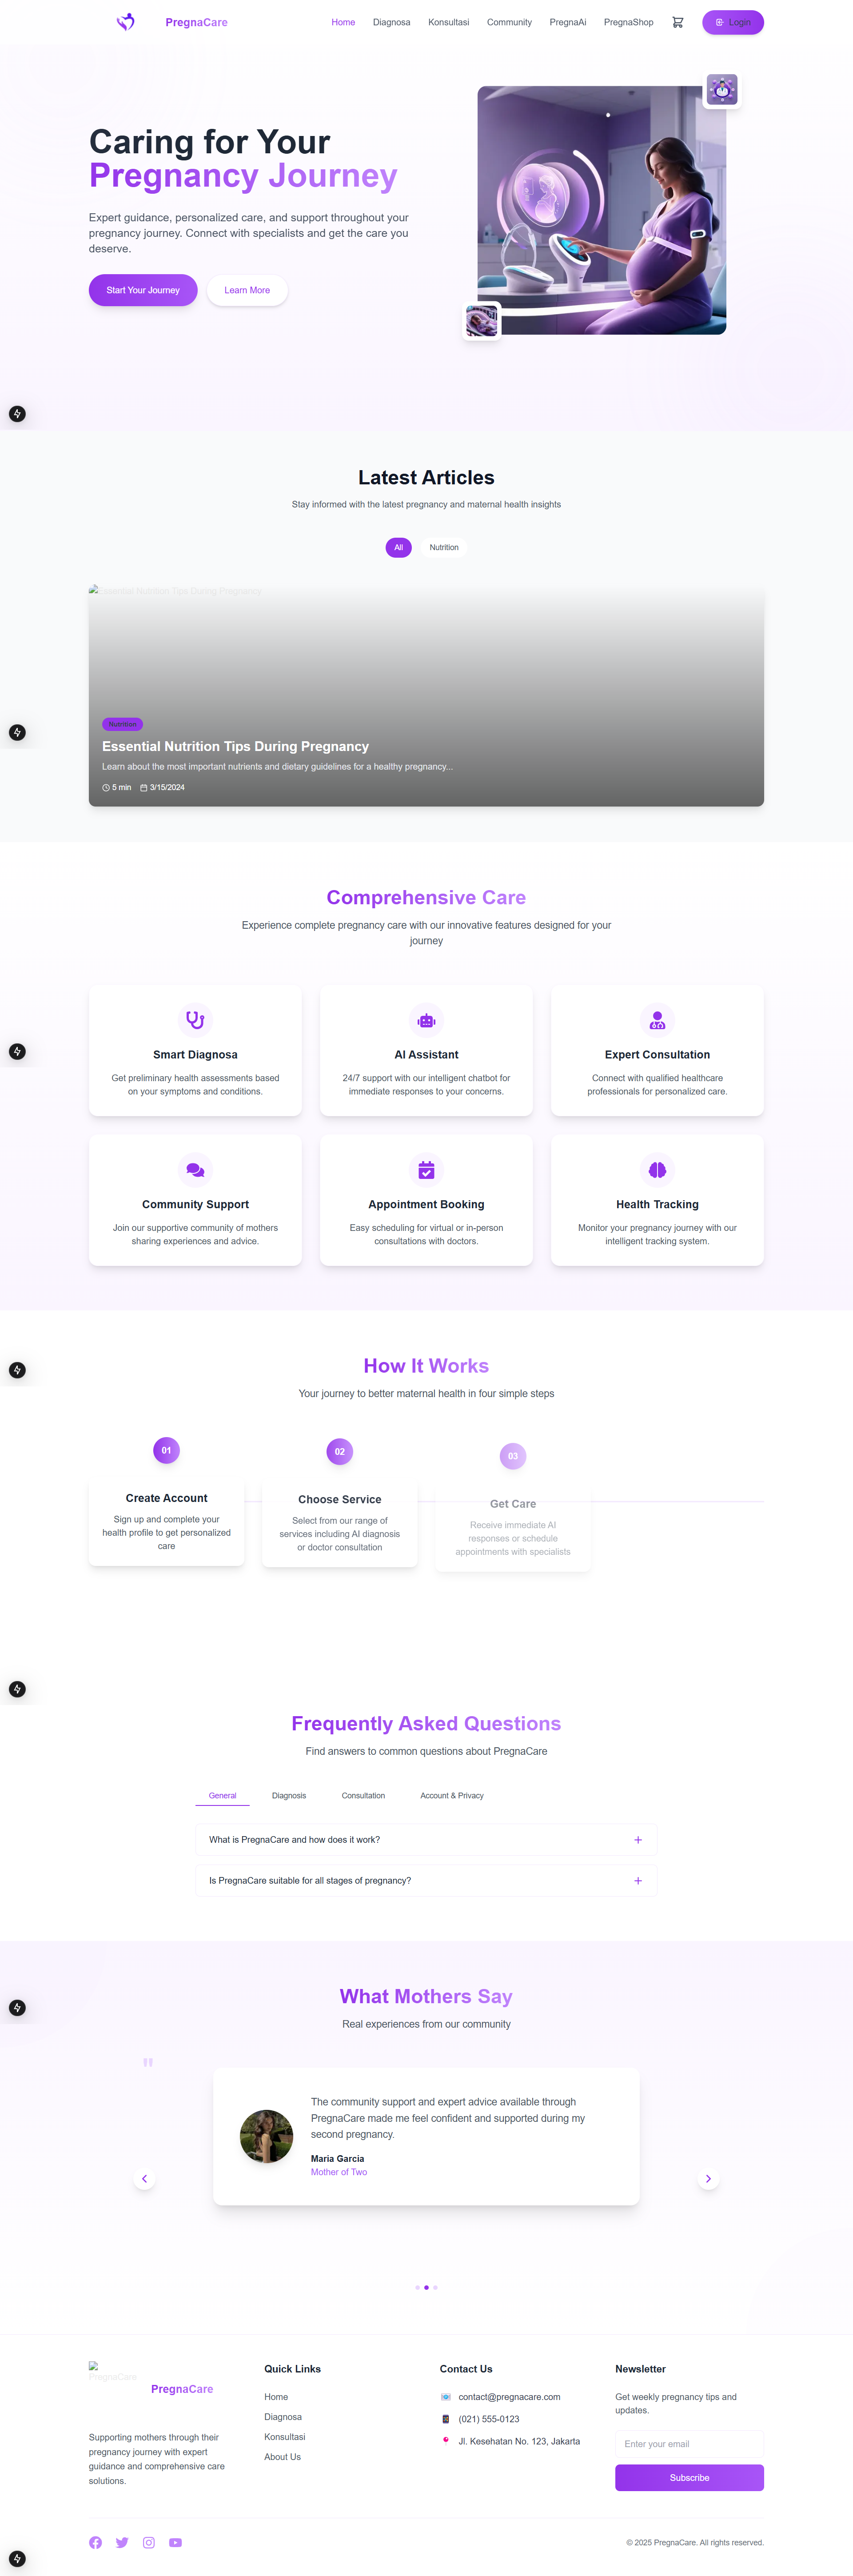 PregnaCare
Home
Diagnosa
Konsultasi
Community
PregnaAi
PregnaShop
Login
Caring for Your
Pregnancy Journey
Expert guidance, personalized care, and support throughout your
pregnancy journey. Connect with specialists and get the care you
deserve.
Start Your Journey
Learn More
Latest Articles
Stay informed with the latest pregnancy and maternal health insights
All
Nutrition
Essential Nutrition Tips During Pregnancy
Nutrition
Essential Nutrition Tips During Pregnancy
Learn about the most important nutrients and dietary guidelines for a healthy pregnancy...
5 min
3/15/2024
Comprehensive Care
Experience complete pregnancy care with our innovative features designed for your
journey
Smart Diagnosa
Get preliminary health assessments based
on your symptoms and conditions.
AI Assistant
24/7 support with our intelligent chatbot for
immediate responses to your concerns.
Expert Consultation
Connect with qualified healthcare
professionals for personalized care.
Community Support
Join our supportive community of mothers
sharing experiences and advice.
Appointment Booking
Easy scheduling for virtual or in-person
consultations with doctors.
Health Tracking
Monitor your pregnancy journey with our
intelligent tracking system.
How It Works
Your journey to better maternal health in four simple steps
01
Create Account
Sign up and complete your
health profile to get personalized
care
02
Choose Service
Select from our range of
services including AI diagnosis
or doctor consultation
03
Get Care
Receive immediate AI
responses or schedule
appointments with specialists
Frequently Asked Questions
Find answers to common questions about PregnaCare
General
Diagnosis
Consultation
Account & Privacy
What is PregnaCare and how does it work?
Is PregnaCare suitable for all stages of pregnancy?
What Mothers Say
Real experiences from our community
"
The community support and expert advice available through
PregnaCare made me feel confident and supported during my
second pregnancy.
Maria Garcia
Mother of Two
PregnaCare
PregnaCare
Supporting mothers through their
pregnancy journey with expert
guidance and comprehensive care
solutions.
Quick Links
Home
Diagnosa
Konsultasi
About Us
Contact Us
contact@pregnacare.com
(021) 555-0123
Jl. Kesehatan No. 123, Jakarta
Newsletter
Get weekly pregnancy tips and
updates.
Enter your email
Subscribe
© 2025 PregnaCare. All rights reserved.